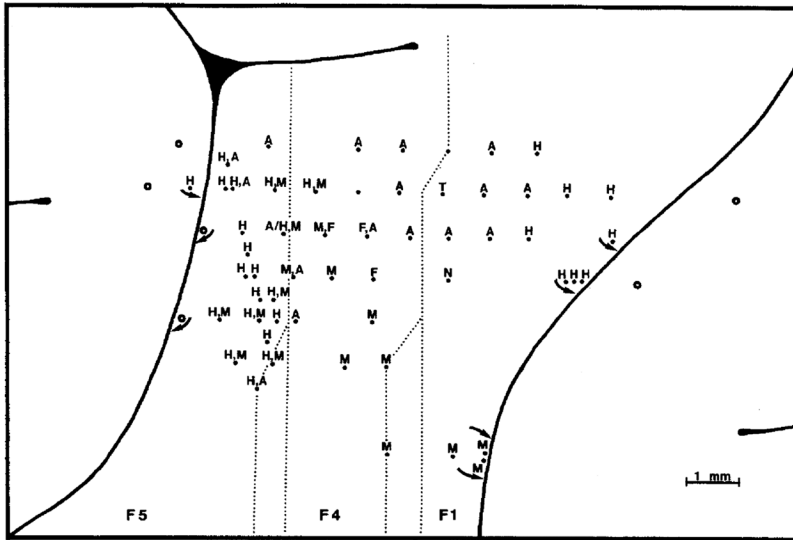 A A A A H
H,A
H H H,A H,M H,M A T A A H H
H A/H,M M,F F,A A A A H H
H
H H M,A M F N H H H
H H,M
H,M H,M H A M
H
H,M H,M M M
H,A
M M M
M
1 mm
F5 F4 F1